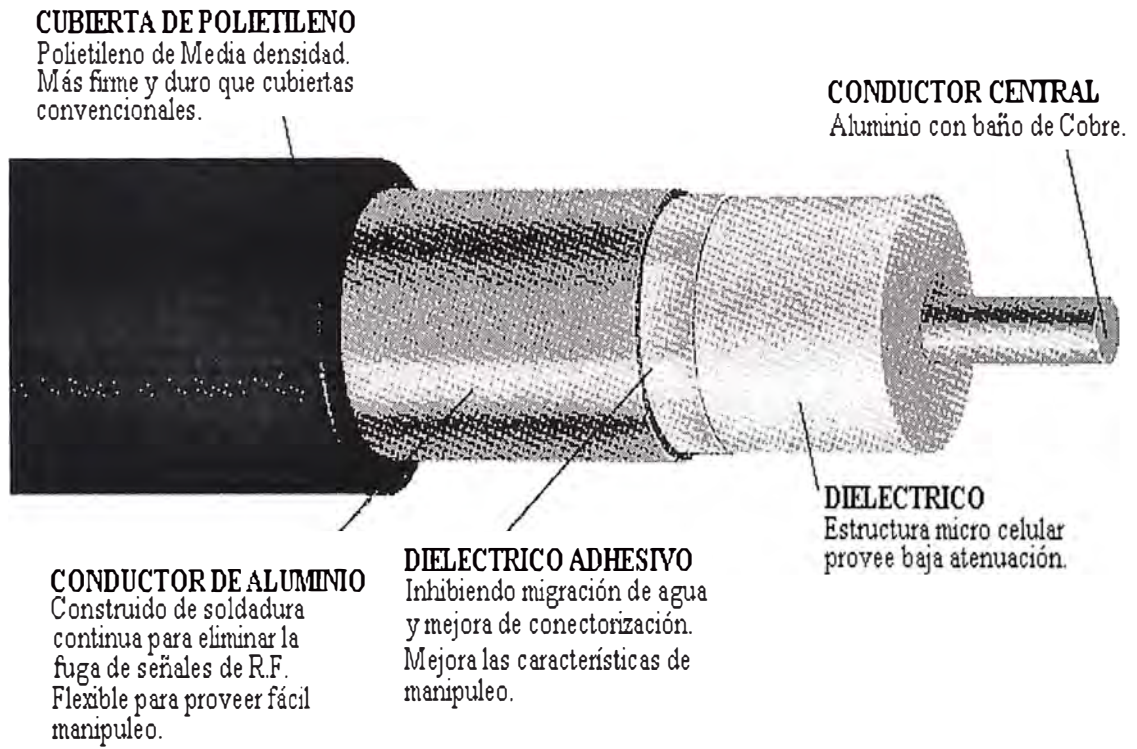 CUBIERTA DE POLIETILENO
Polietileno de Media densidad.
Más firme y duro que cubiertas
convencionales.
CONDUCTOR CENTRAL
Aluminio con baño de Cobre.
DIELECTRICO
Estructura micro celular
provee baja atenuación.
DIELECTRICO ADHESIVO
Inhibiendo migración de agua
y mejora de conectorización.
Mejora las características de
manipuleo.
CONDUCTOR DE ALUMINIO
Construido de soldadura
continua para eliminar la
fuga de señales de R.F.
Flexible para proveer fácil
manipuleo.